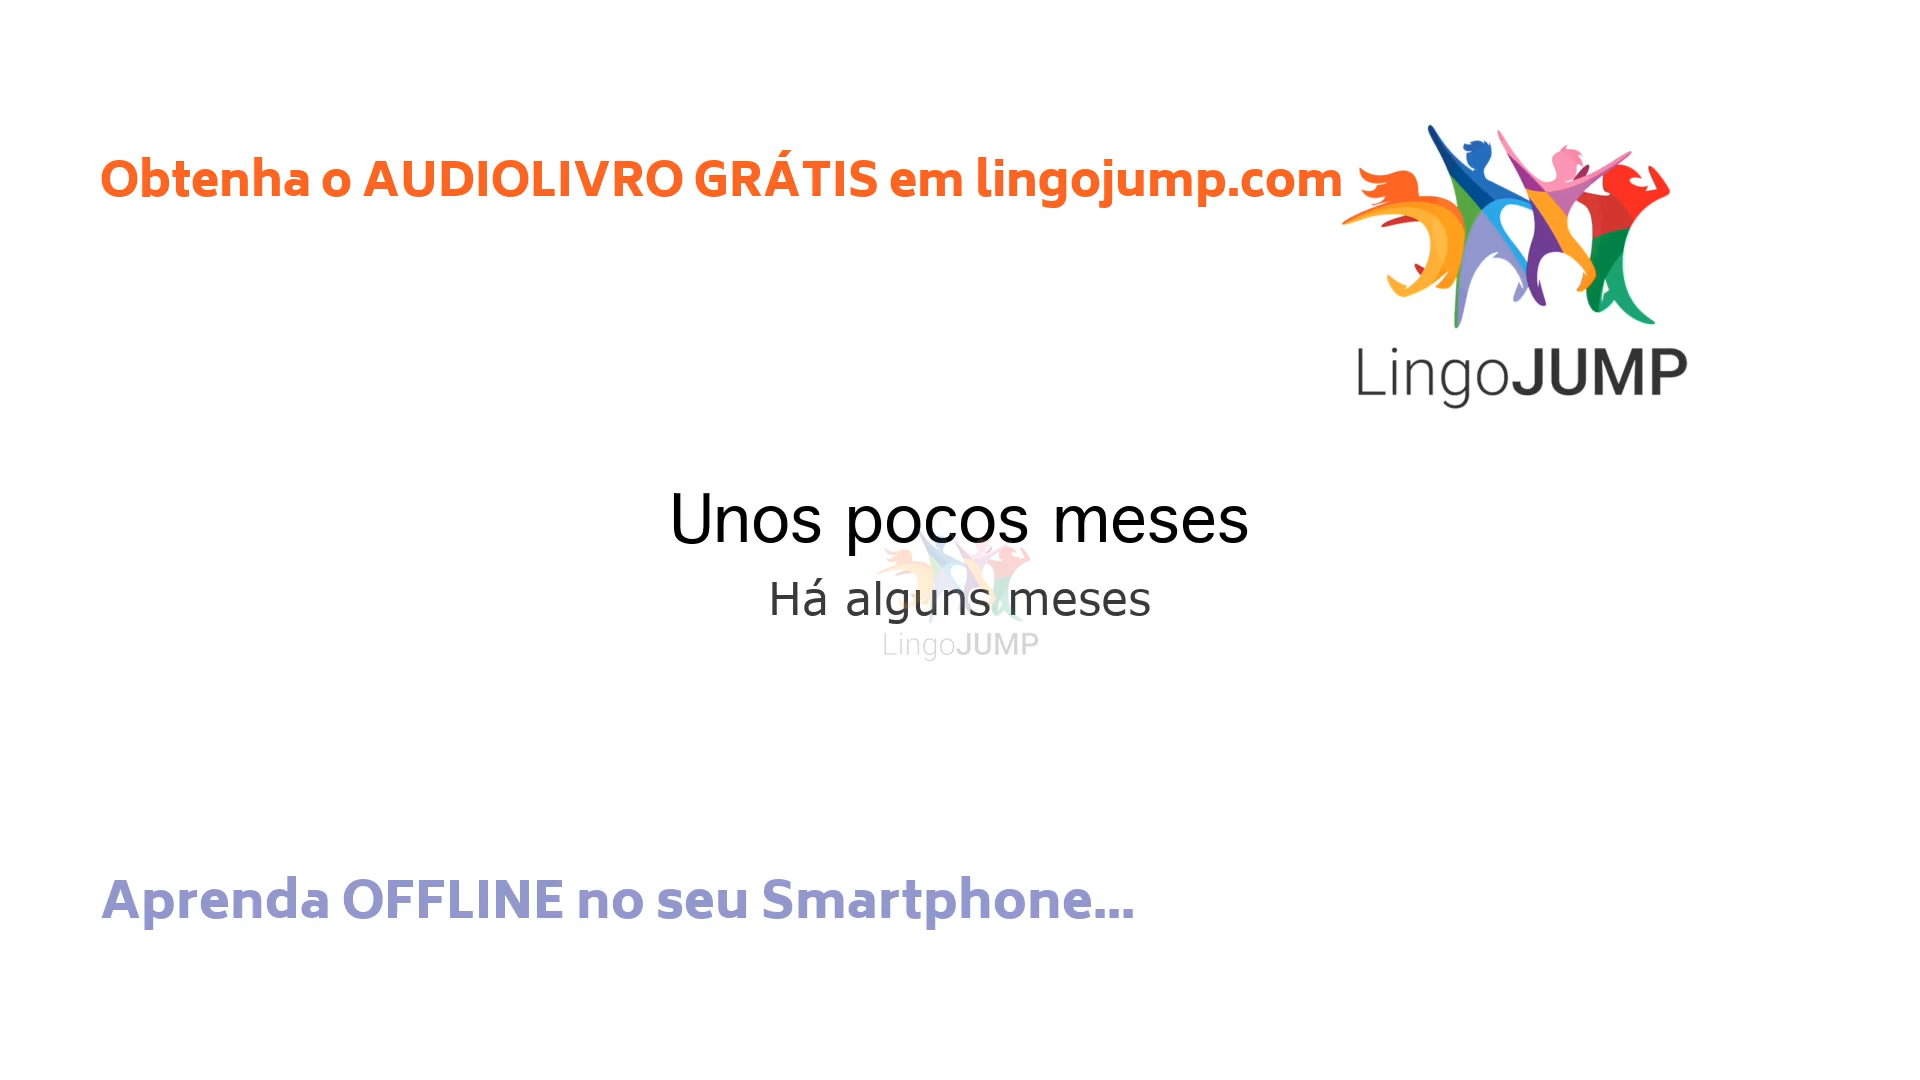 Obtenha o AUDIOLIVRO GRÁTIS em lingojump.com
LingoJUMP
Unos pocos meses
Há alguns meses
LingoJUMP
Aprenda OFFLINE no seu Smartphone...